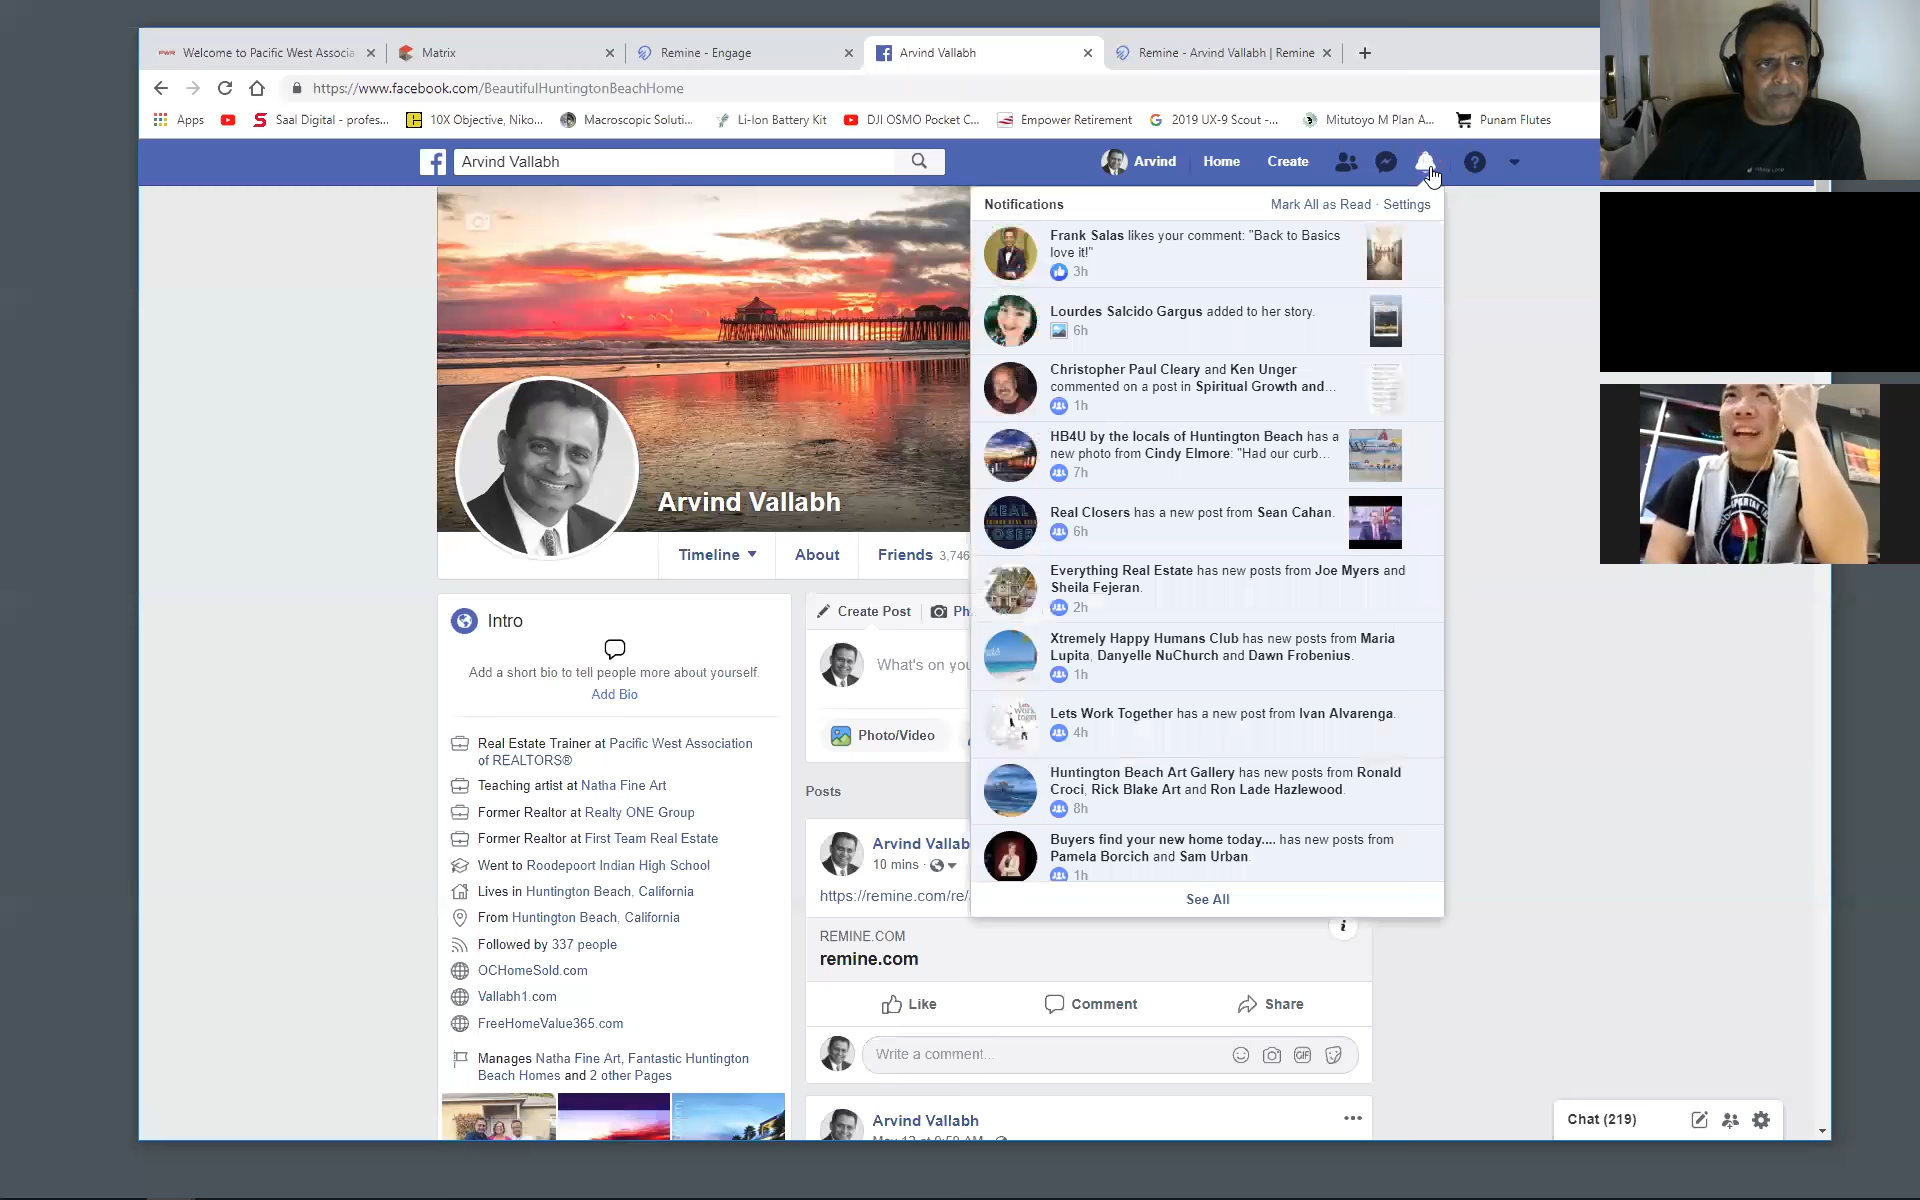 Welcome to Pacific West Associa
Matrix
Remine - Engage
Arvind Vallabh
Remine - Arvind Vallabh | Remine
https://www.facebook.com/BeautifulHuntingtonBeachHome
Apps
Saal Digital - profes...
10X Objective, Niko...
Macroscopic Soluti...
Li-Ion Battery Kit
DJI OSMO Pocket C...
Empower Retirement
2019 UX-9 Scout -...
Mitutoyo M Plan A...
Punam Flutes
Arvind Vallabh
Arvind
Home
Create
Notifications
Mark All as Read · Settings
Frank Salas likes your comment: "Back to Basics
love it!"
3h
Lourdes Salcido Gargus added to her story.
6h
Christopher Paul Cleary and Ken Unger
commented on a post in Spiritual Growth and...
1h
HB4U by the locals of Huntington Beach has a
new photo from Cindy Elmore: "Had our curb...
7h
Real Closers has a new post from Sean Cahan.
6h
Everything Real Estate has new posts from Joe Myers and
Sheila Fejeran.
2h
Xtremely Happy Humans Club has new posts from Maria
Lupita, Danyelle NuChurch and Dawn Frobenius.
1h
Lets Work Together has a new post from Ivan Alvarenga.
4h
Huntington Beach Art Gallery has new posts from Ronald
Croci, Rick Blake Art and Ron Lade Hazlewood.
8h
Buyers find your new home today.... has new posts from
Pamela Borcich and Sam Urban.
1h
See All
Arvind Vallabh
Timeline
About
Friends 3,746
Intro
Add a short bio to tell people more about yourself.
Add Bio
Real Estate Trainer at Pacific West Association
of REALTORS®
Teaching artist at Natha Fine Art
Former Realtor at Realty ONE Group
Former Realtor at First Team Real Estate
Went to Roodepoort Indian High School
Lives in Huntington Beach, California
From Huntington Beach, California
Followed by 337 people
OCHomeSold.com
Vallabh1.com
FreeHomeValue365.com
Manages Natha Fine Art, Fantastic Huntington
Beach Homes and 2 other Pages
Create Post
Ph
What's on you
Photo/Video
Posts
Arvind Vallab
10 mins ·
https://remine.com/re/
REMINE.COM
remine.com
Like
Comment
Share
Write a comment...
GIF
Arvind Vallabh
Chat (219)